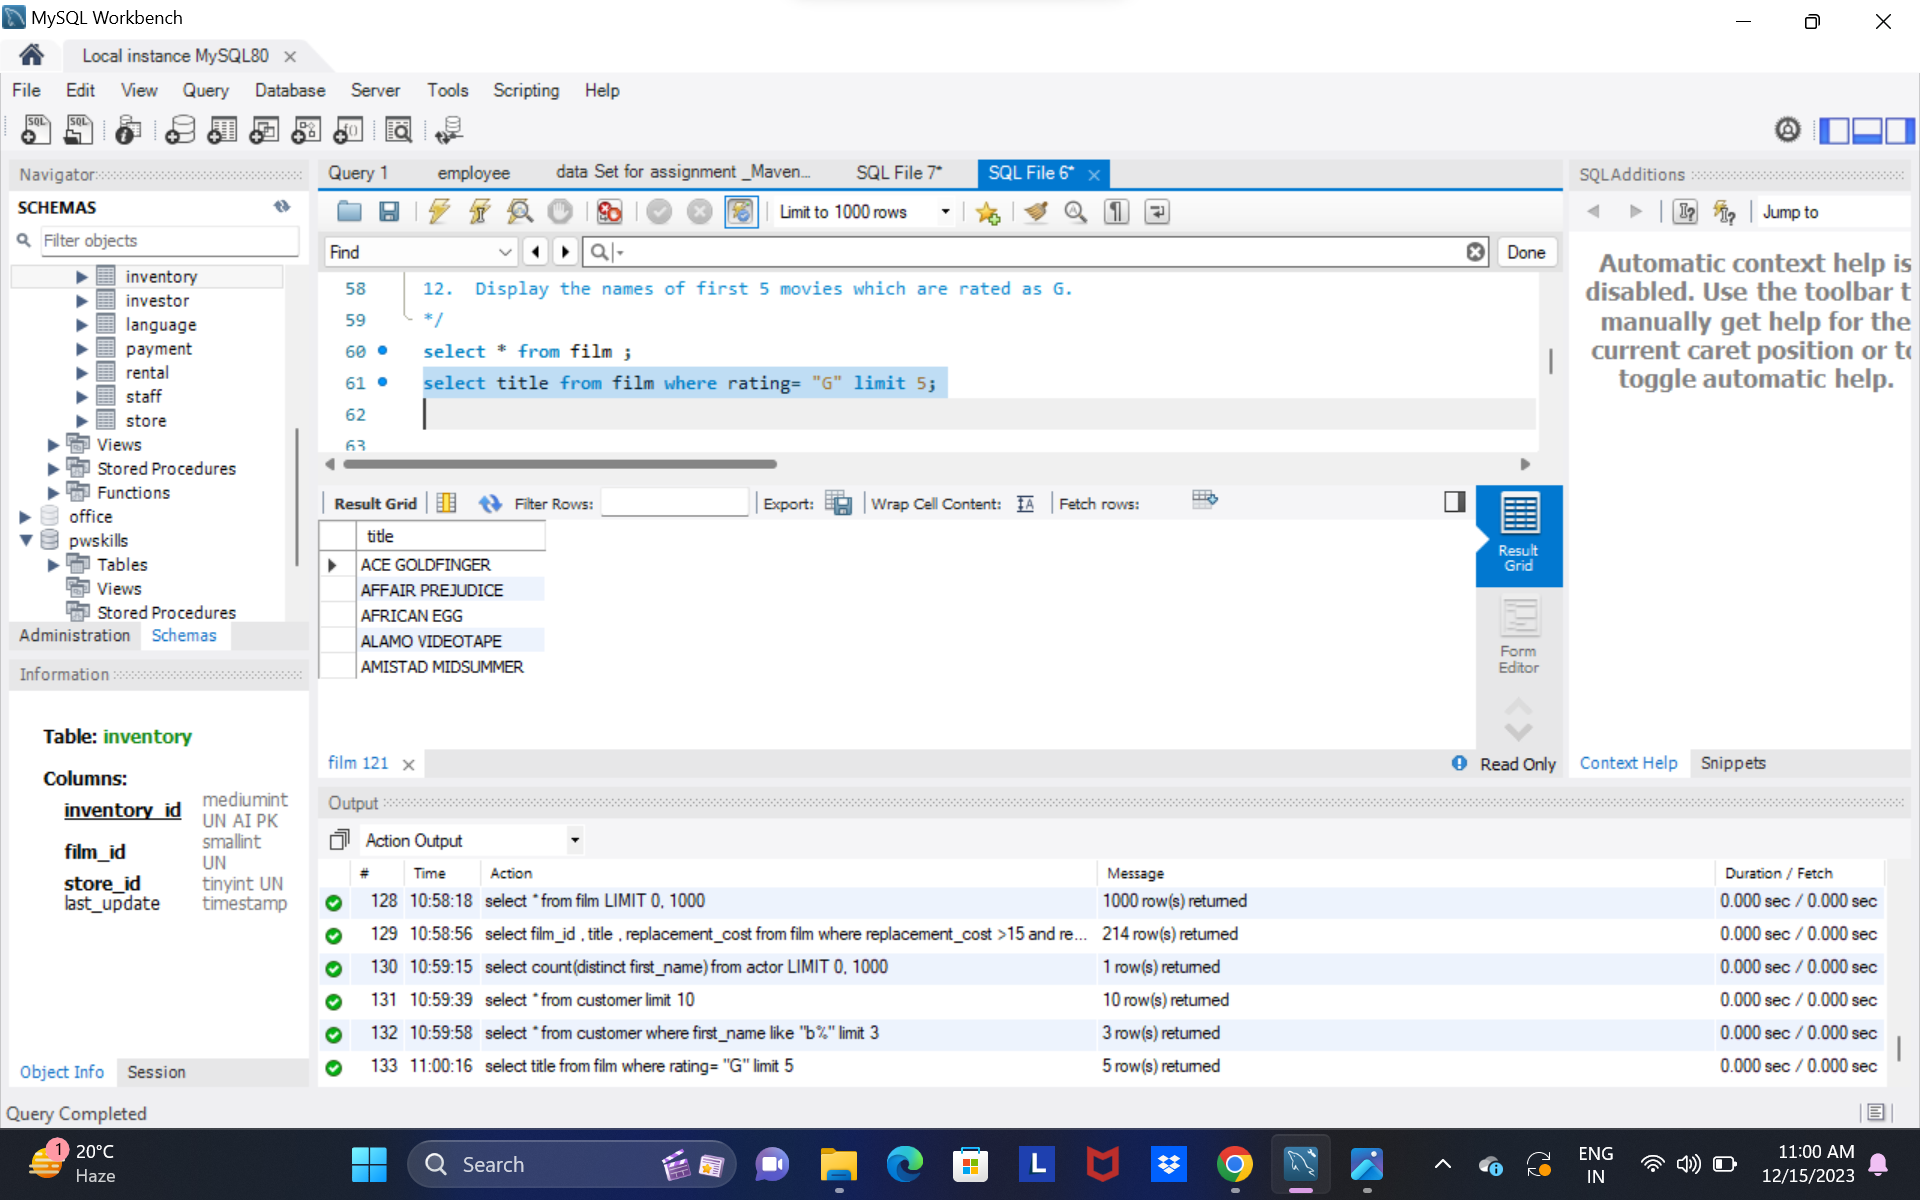 MySQL Workbench
Local instance MySQL80
File Edit View Query Database Server Tools Scripting Help
Navigator
SCHEMAS
Filter objects
inventory
investor
language
payment
rental
staff
store
Views
Stored Procedures
Functions
office
pwskills
Tables
Views
Stored Procedures
Administration Schemas
Information
Table: inventory
Columns:
inventory_id mediumint UN AI PK
film_id smallint UN
store_id tinyint UN
last_update timestamp
Object Info Session
Query 1 employee data Set for assignment _Maven... SQL File 7* SQL File 6*
Limit to 1000 rows
Find Done
58 12. Display the names of first 5 movies which are rated as G.
59 */
60 select * from film ;
61 select title from film where rating= "G" limit 5;
62
63
Result Grid Filter Rows: Export: Wrap Cell Content: Fetch rows:
title
ACE GOLDFINGER
AFFAIR PREJUDICE
AFRICAN EGG
ALAMO VIDEOTAPE
AMISTAD MIDSUMMER
Result Grid
Form Editor
film 121 Read Only
SQLAdditions
Jump to
Automatic context help is
disabled. Use the toolbar t
manually get help for the
current caret position or to
toggle automatic help.
Context Help Snippets
Output
Action Output
# Time Action Message Duration / Fetch
128 10:58:18 select * from film LIMIT 0, 1000 1000 row(s) returned 0.000 sec / 0.000 sec
129 10:58:56 select film_id , title , replacement_cost from film where replacement_cost >15 and re... 214 row(s) returned 0.000 sec / 0.000 sec
130 10:59:15 select count(distinct first_name) from actor LIMIT 0, 1000 1 row(s) returned 0.000 sec / 0.000 sec
131 10:59:39 select * from customer limit 10 10 row(s) returned 0.000 sec / 0.000 sec
132 10:59:58 select * from customer where first_name like "b%" limit 3 3 row(s) returned 0.000 sec / 0.000 sec
133 11:00:16 select title from film where rating= "G" limit 5 5 row(s) returned 0.000 sec / 0.000 sec
Query Completed
1 20°C
Haze
Search
L
ENG
IN
11:00 AM
12/15/2023